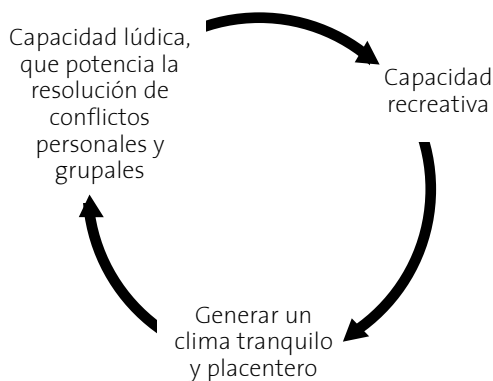 Capacidad lúdica,
que potencia la
resolución de
conflictos
personales y
grupales
Capacidad
recreativa
Generar un
clima tranquilo
y placentero